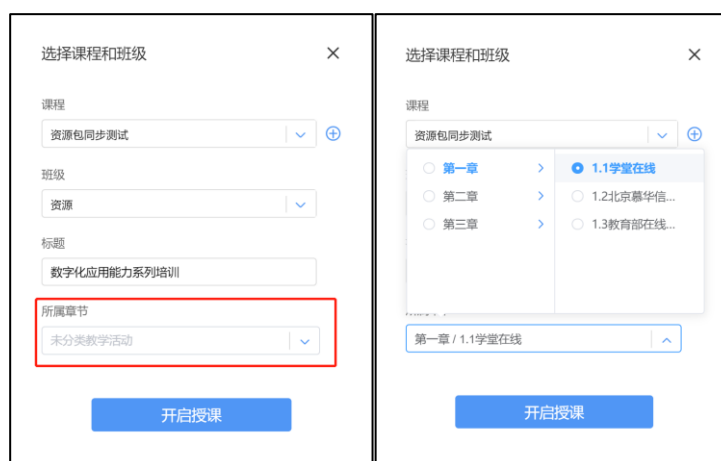 选择课程和班级
课程
资源包同步测试
班级
资源
标题
数字化应用能力系列培训
所属章节
未分类教学活动
开启授课
选择课程和班级
课程
资源包同步测试
第一章
1.1学堂在线
第二章
1.2北京慕华信...
第三章
1.3教育部在线...
第一章 / 1.1学堂在线
开启授课